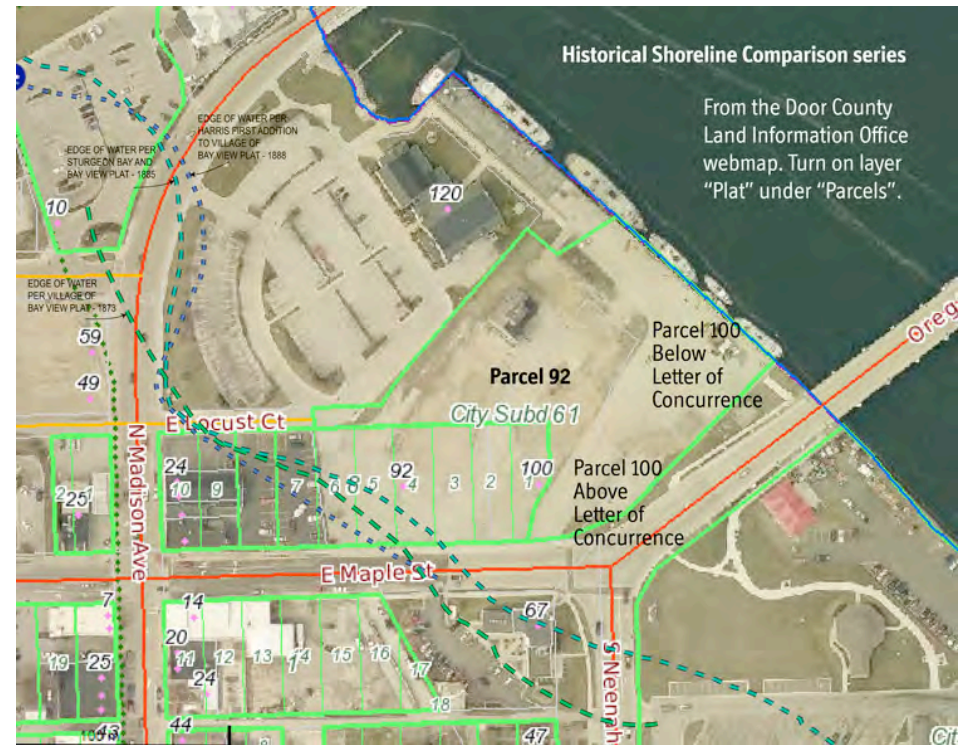 Historical Shoreline Comparison series
From the Door County
Land Information Office
webmap. Turn on layer
“Plat” under “Parcels”.
EDGE OF WATER PER
HARRIS FIRST ADDITION
TO VILLAGE OF
BAY VIEW PLAT - 1888
EDGE OF WATER PER
STURGEON BAY AND
BAY VIEW PLAT - 1885
10
120
EDGE OF WATER
PER VILLAGE OF
BAY VIEW PLAT - 1873
59
49
Parcel 100
Below
Letter of
Concurrence
Parcel 92
Oreg
City Subd 61
E Locust Ct
N Madison Ave
24
10
9
7
6
5
4
92
3
2
1
100
2
1
25
Parcel 100
Above
Letter of
Concurrence
E Maple St
7
14
67
S Neenah
20
19
25
11
12
13
14
15
16
17
18
24
43
44
47
Cit